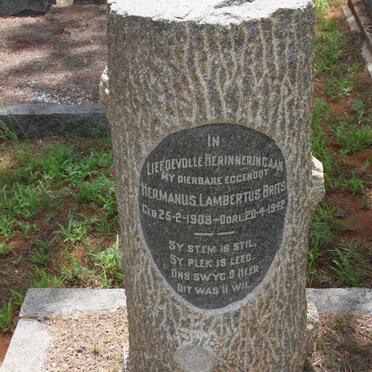 IN
LIEFDEVOLLE HERINNERING AAN
MY DIERBARE EGGENOOT
HERMANUS LAMBERTUS BRITS
GEB 25-2-1909 - OORL. 20-4-1942
SY STEM IS STIL,
SY PLEK IS LEEG.
ONS SWYG O HEER
DIT WAS U WIL.